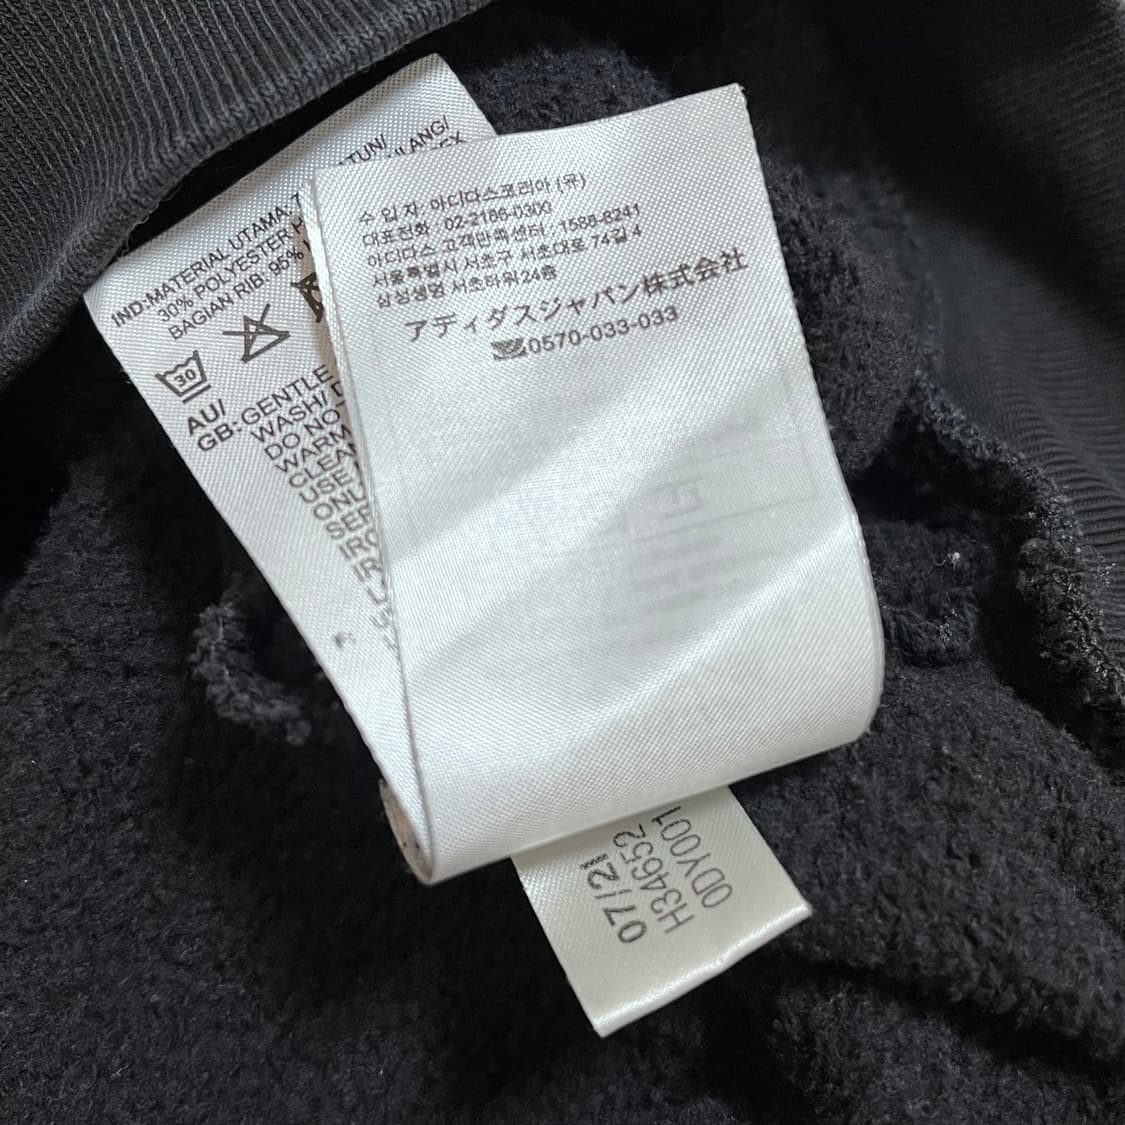 TUN/
LANG/
EX
IND:MATERIAL UTAMA:
30% POLYESTER
BAGIAN RIB: 95%
30
AU/
GB: GENTLE
WASH/
DO NO
WARM
CLEA
USE
ONL
SEP
IRO
수 입 자: 아디다스코리아 (유)
대표전화 : 02-2186-0300
아디다스 고객만족센터 : 1588-8241
서울특별시 서초구 서초대로 74길 4
삼성생명 서초타워 24층
アディダスジャパン株式会社
0570-033-033
07/2
H34652
0DY001